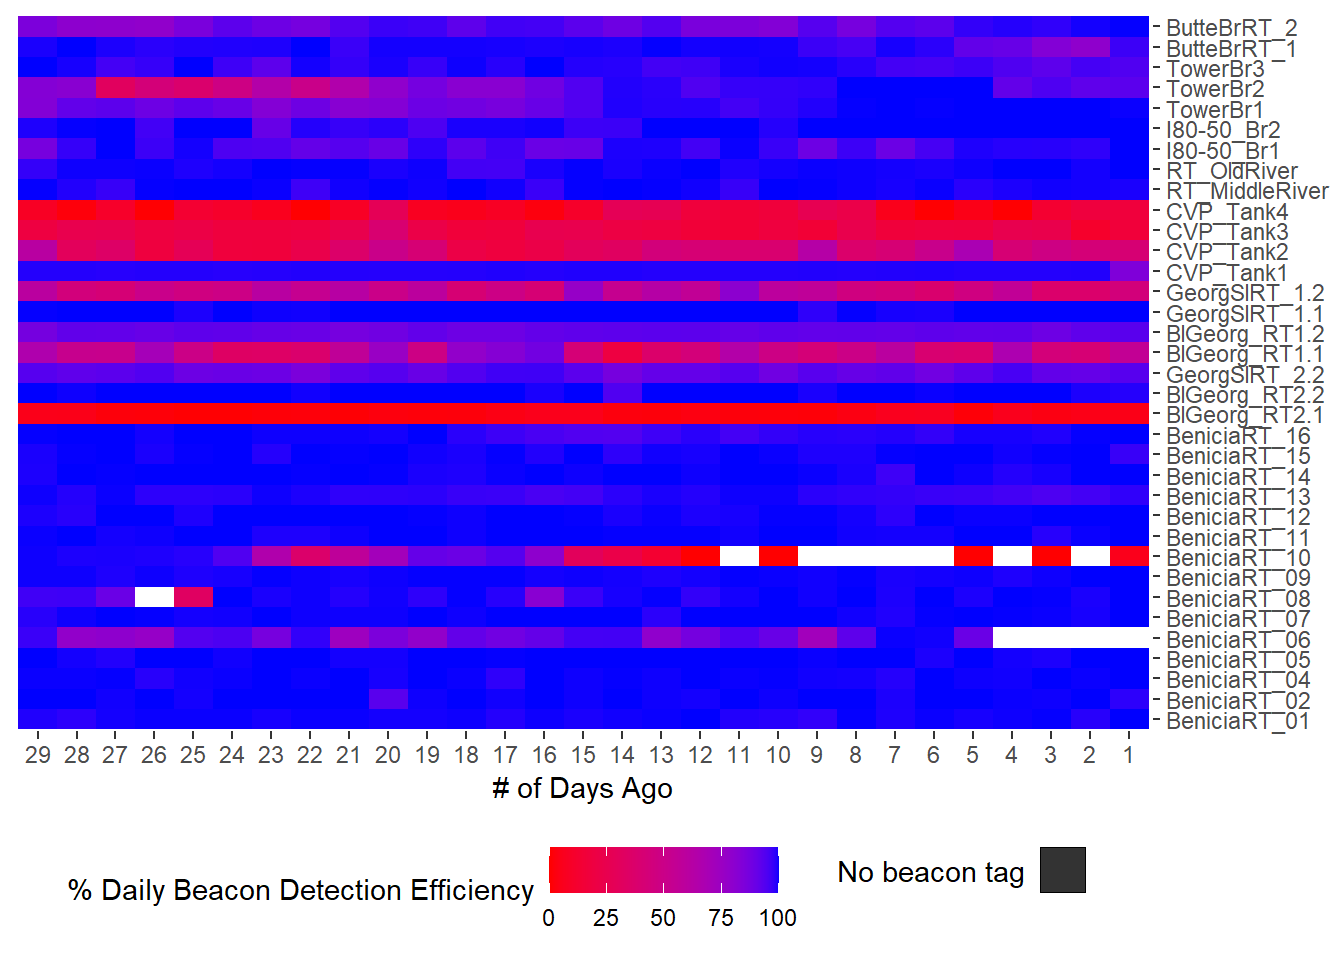 ButteBrRT_2
ButteBrRT_1
TowerBr3
TowerBr2
TowerBr1
I80-50_Br2
I80-50_Br1
RT_OldRiver
RT_MiddleRiver
CVP_Tank4
CVP_Tank3
CVP_Tank2
CVP_Tank1
GeorgSlRT_1.2
GeorgSlRT_1.1
BlGeorg_RT1.2
BlGeorg_RT1.1
GeorgSlRT_2.2
BlGeorg_RT2.2
BlGeorg_RT2.1
BeniciaRT_16
BeniciaRT_15
BeniciaRT_14
BeniciaRT_13
BeniciaRT_12
BeniciaRT_11
BeniciaRT_10
BeniciaRT_09
BeniciaRT_08
BeniciaRT_07
BeniciaRT_06
BeniciaRT_05
BeniciaRT_04
BeniciaRT_02
BeniciaRT_01
29 28 27 26 25 24 23 22 21 20 19 18 17 16 15 14 13 12 11 10 9 8 7 6 5 4 3 2 1
# of Days Ago
% Daily Beacon Detection Efficiency
0 25 50 75 100
No beacon tag